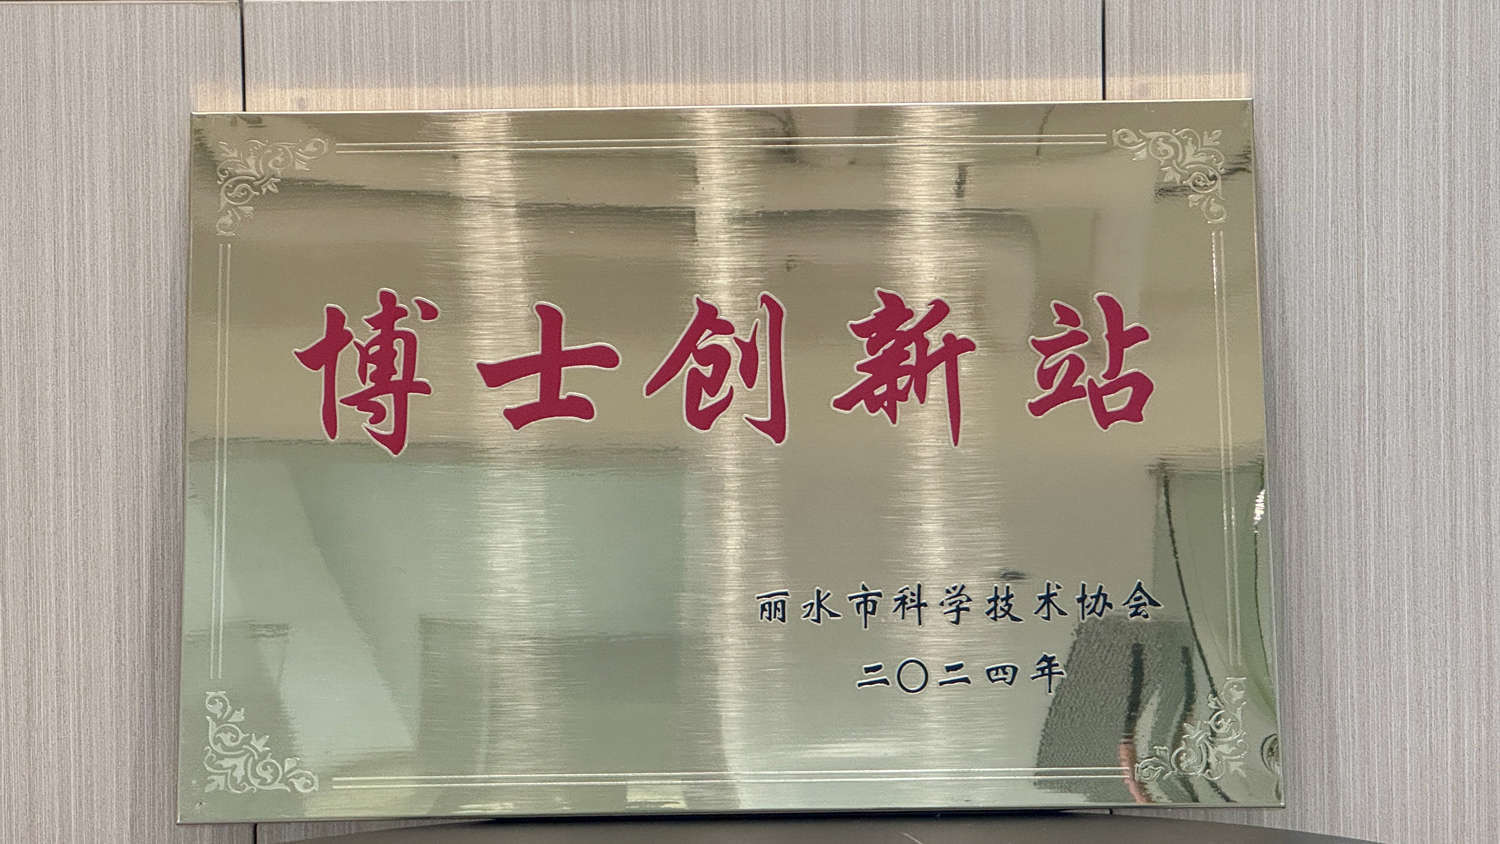 博士创新站
丽水市科学技术协会
二〇二四年